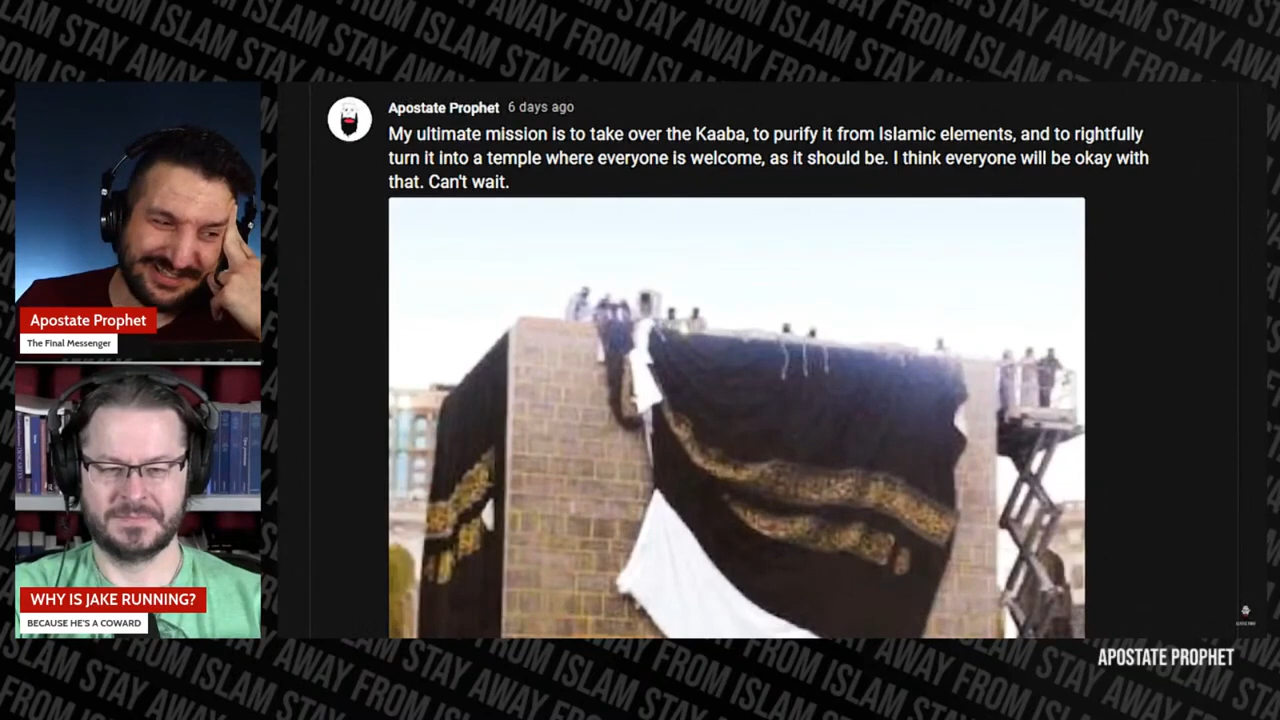 STAY AWAY FROM ISLAM
Apostate Prophet 6 days ago
My ultimate mission is to take over the Kaaba, to purify it from Islamic elements, and to rightfully
turn it into a temple where everyone is welcome, as it should be. I think everyone will be okay with
that. Can't wait.
Apostate Prophet
The Final Messenger
WHY IS JAKE RUNNING?
BECAUSE HE'S A COWARD
APOSTATE PROPHET